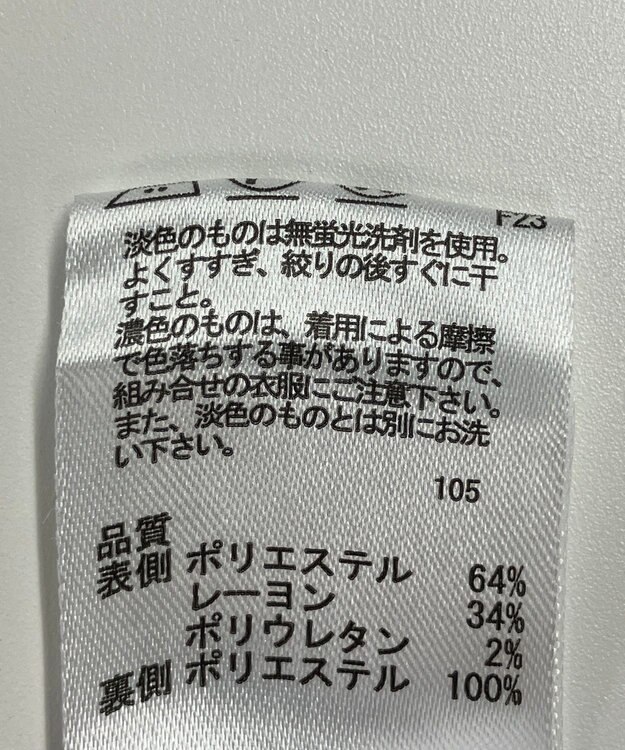 F23
淡色のものは無蛍光洗剤を使用。
よくすすぎ、絞りの後すぐに干
すこと。
濃色のものは、着用による摩擦
で色落ちする事がありますので、
組み合せの衣服にご注意下さい。
また、淡色のものとは別にお洗
い下さい。
105
品質
表側 ポリエステル 64%
レーヨン 34%
ポリウレタン 2%
裏側 ポリエステル 100%